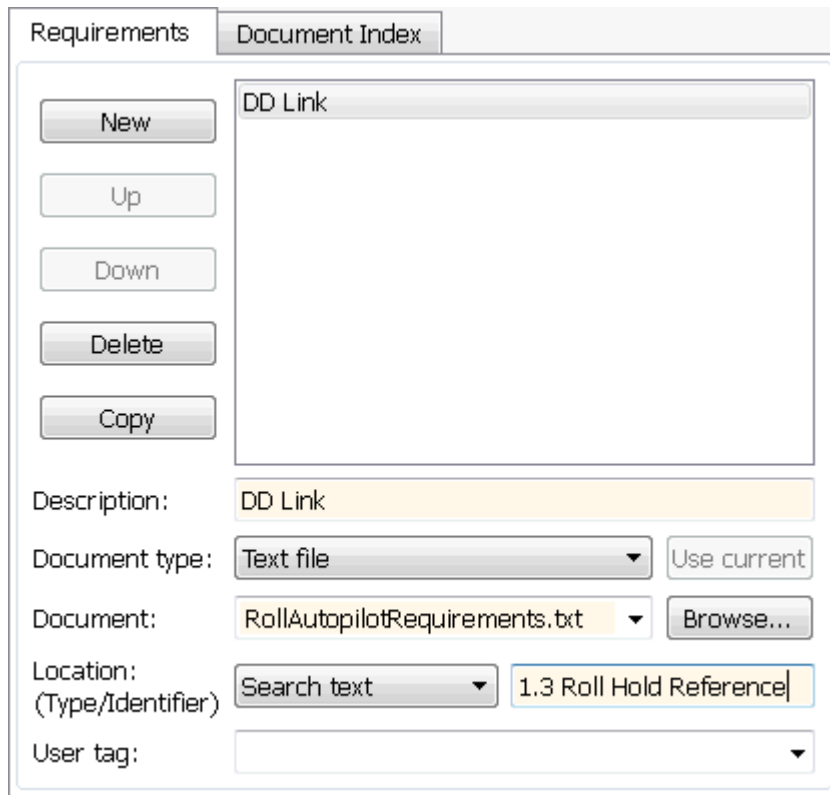 Requirements Document Index
New
DD Link
Up
Down
Delete
Copy
Description: DD Link
Document type: Text file Use current
Document: RollAutopilotRequirements.txt Browse...
Location:
(Type/Identifier) Search text 1.3 Roll Hold Reference
User tag: